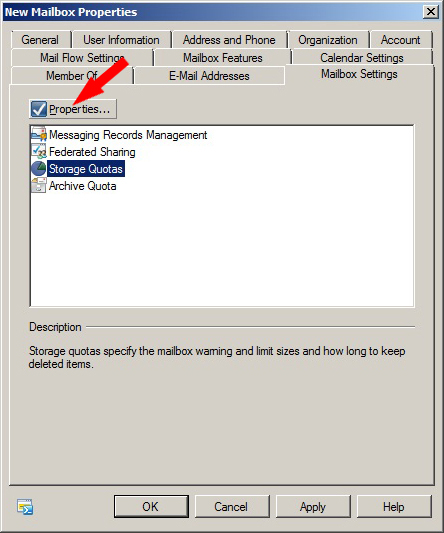 New Mailbox Properties
General User Information Address and Phone Organization Account
Mail Flow Settings Mailbox Features Calendar Settings
Member Of E-Mail Addresses Mailbox Settings
Properties...
Messaging Records Management
Federated Sharing
Storage Quotas
Archive Quota
Description
Storage quotas specify the mailbox warning and limit sizes and how long to keep
deleted items.
OK Cancel Apply Help